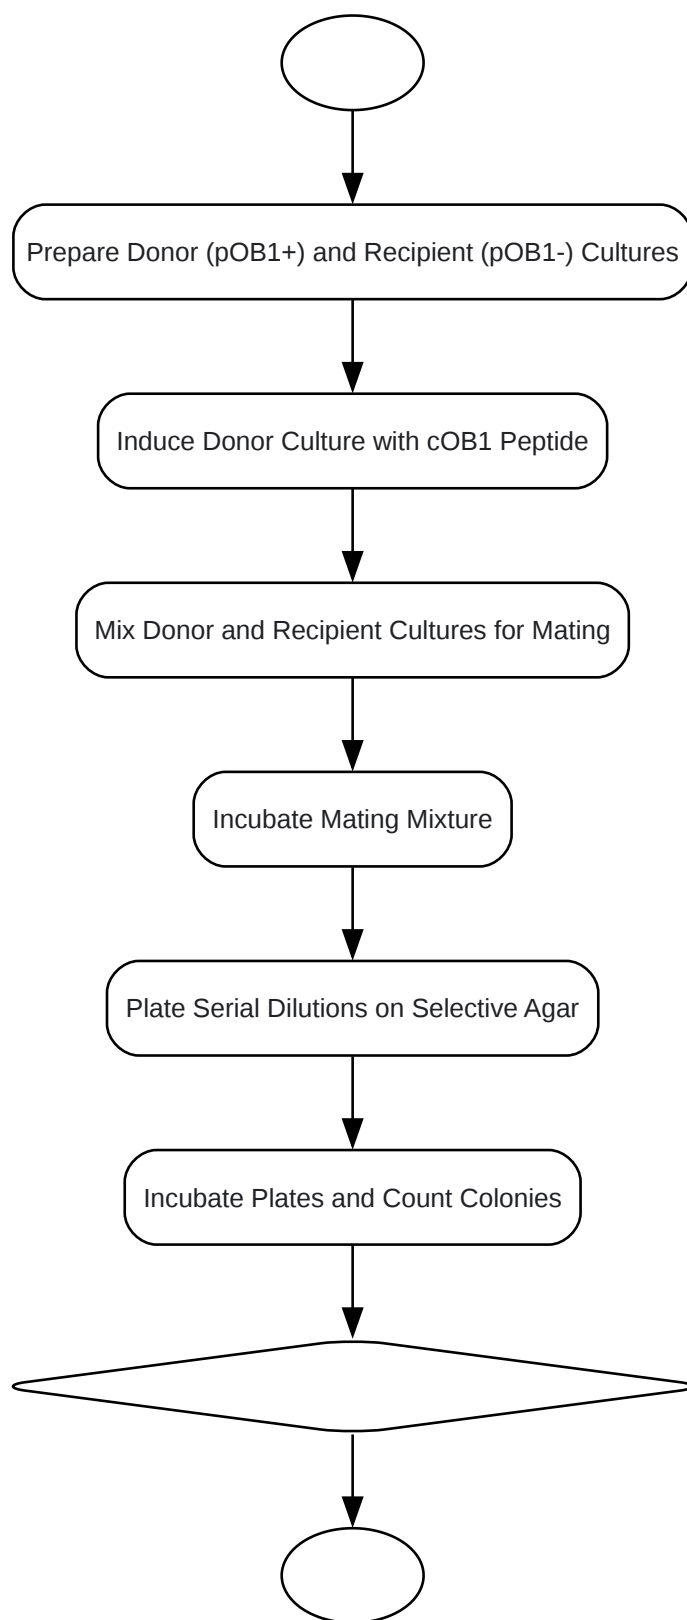 Prepare Donor (pOB1+) and Recipient (pOB1-) Cultures
Induce Donor Culture with cOB1 Peptide
Mix Donor and Recipient Cultures for Mating
Incubate Mating Mixture
Plate Serial Dilutions on Selective Agar
Incubate Plates and Count Colonies